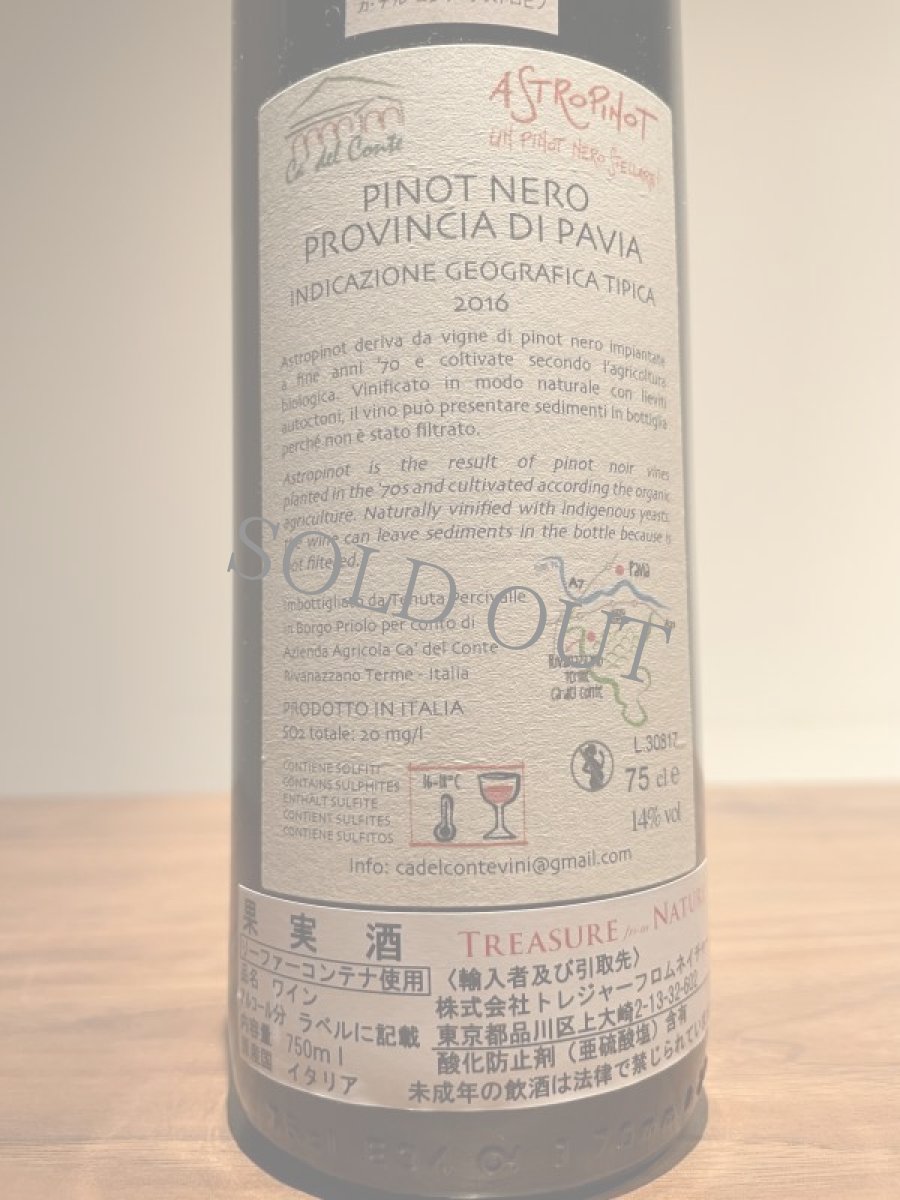 Ca' del Conte
ASTROPINOT
UN PINOT NERO STELLARE!
PINOT NERO
PROVINCIA DI PAVIA
INDICAZIONE GEOGRAFICA TIPICA
2016
Astropinot deriva da vigne di pinot nero impiantate
a fine anni '70 e coltivate secondo l'agricoltura
biologica. Vinificato in modo naturale con lieviti
autoctoni, il vino può presentare sedimenti in bottiglia
perché non è stato filtrato.
Astropinot is the result of pinot noir vines
planted in the '70s and cultivated according the organic
agriculture. Naturally vinified with indigenous yeasts,
the wine can leave sediments in the bottle because is
not filtered.
SOLD OUT
Imbottigliato da Tenuta Percivalle
in Borgo Priolo per conto di
Azienda Agricola Ca' del Conte
Rivanazzano Terme - Italia
A7
Pavia
PRODOTTO IN ITALIA
SO2 totale: 20 mg/l
L.30817
75 cl e
14% vol
CONTIENE SOLFITI
CONTAINS SULPHITES
ENTHÄLT SULFITE
CONTIENT SULFITES
CONTIENE SULFITOS
16-18°C
Info: cadelcontevini@gmail.com
果実酒
リーファーコンテナ使用
品名 ワイン
アルコール分 ラベルに記載
内容量 750ml
原産国 イタリア
TREASURE from NATUR
〈輸入者及び引取先〉
株式会社トレジャーフロムネイチャー
東京都品川区上大崎2-13-32-602
酸化防止剤（亜硫酸塩）含有
未成年の飲酒は法律で禁じられていま